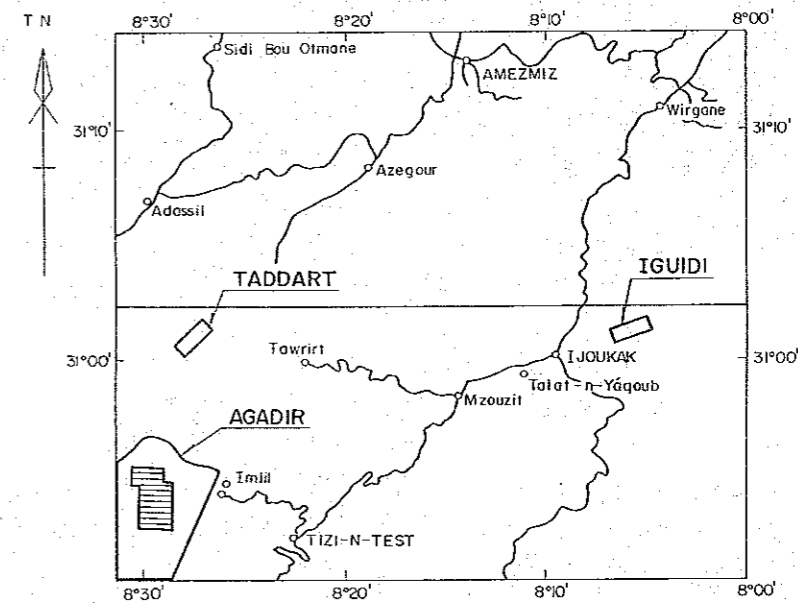 T N
8°30'
8°20'
8°10'
8°00'
Sidi Bou Otmane
AMEZMIZ
Wirgane
31°10'
31°10'
Azegour
Adassil
TADDART
IGUIDI
Tawrirt
IJOUKAK
31°00'
31°00'
Talat-n-Yáqoub
Mzouzit
AGADIR
Imlil
TIZI-N-TEST
8°30'
8°20'
8°10'
8°00'